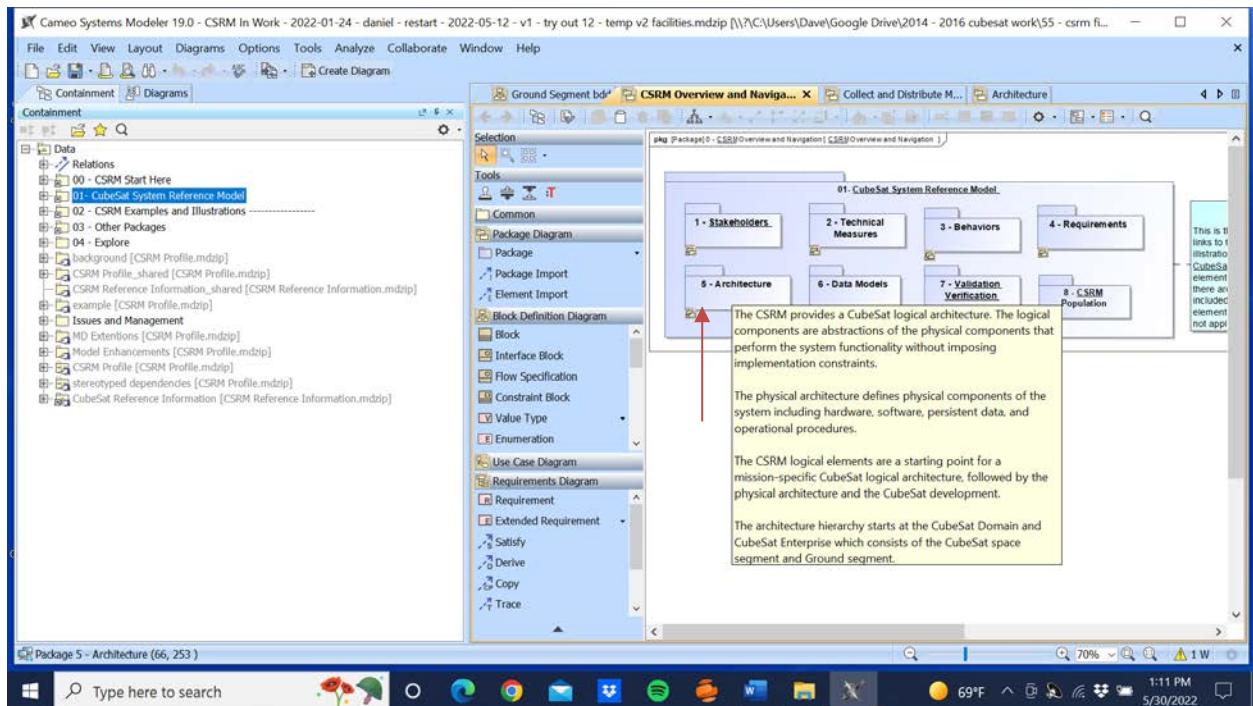 Cameo Systems Modeler 19.0 - CSRM In Work - 2022-01-24 - daniel - restart - 2022-05-12 - v1 - try out 12 - temp v2 facilities.mdzip [\\?\C:\Users\Dave\Google Drive\2014 - 2016 cubesat work\55 - csrm fi...
File Edit View Layout Diagrams Options Tools Analyze Collaborate Window Help
Create Diagram
Containment Diagrams
Containment
Data
Relations
00 - CSRM Start Here
01- CubeSat System Reference Model
02 - CSRM Examples and Illustrations -----------------
03 - Other Packages
04 - Explore
background [CSRM Profile.mdzip]
CSRM Profile_shared [CSRM Profile.mdzip]
CSRM Reference Information_shared [CSRM Reference Information.mdzip]
example [CSRM Profile.mdzip]
Issues and Management
MD Extentions [CSRM Profile.mdzip]
Model Enhancements [CSRM Profile.mdzip]
CSRM Profile [CSRM Profile.mdzip]
stereotyped dependencies [CSRM Profile.mdzip]
CubeSat Reference Information [CSRM Reference Information.mdzip]
Ground Segment bdd
CSRM Overview and Naviga...
Collect and Distribute M...
Architecture
Selection
Tools
Common
Package Diagram
Package
Package Import
Element Import
Block Definition Diagram
Block
Interface Block
Flow Specification
Constraint Block
Value Type
Enumeration
Use Case Diagram
Requirements Diagram
Requirement
Extended Requirement
Satisfy
Derive
Copy
Trace
pkg [Package] 0 - CSRM Overview and Navigation [ CSRM Overview and Navigation ]
01- CubeSat System Reference Model
1 - Stakeholders
2 - Technical
Measures
3 - Behaviors
4 - Requirements
5 - Architecture
6 - Data Models
7 - Validation
Verification
8 - CSRM
Population
This is
links to
CubeSa
element
there are
included
element
not appl
The CSRM provides a CubeSat logical architecture. The logical
components are abstractions of the physical components that
perform the system functionality without imposing
implementation constraints.
The physical architecture defines physical components of the
system including hardware, software, persistent data, and
operational procedures.
The CSRM logical elements are a starting point for a
mission-specific CubeSat logical architecture, followed by the
physical architecture and the CubeSat development.
The architecture hierarchy starts at the CubeSat Domain and
CubeSat Enterprise which consists of the CubeSat space
segment and Ground segment.
Package 5 - Architecture (66, 253 )
70%
1 W
Type here to search
69°F
1:11 PM
5/30/2022